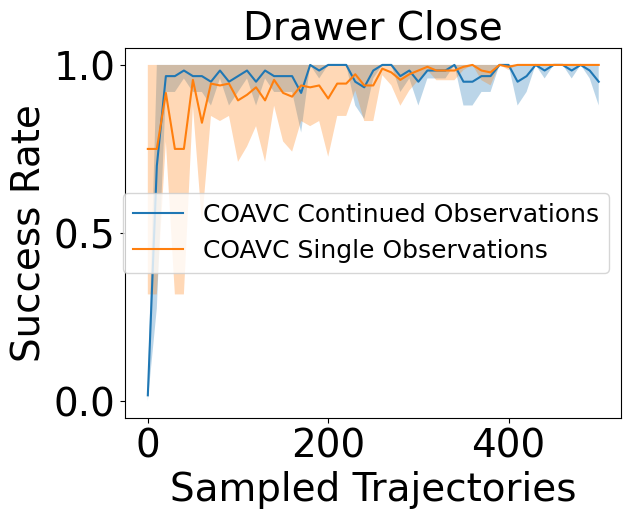 Drawer Close
Success Rate
1.0
0.5
0.0
COAVC Continued Observations
COAVC Single Observations
0 200 400
Sampled Trajectories